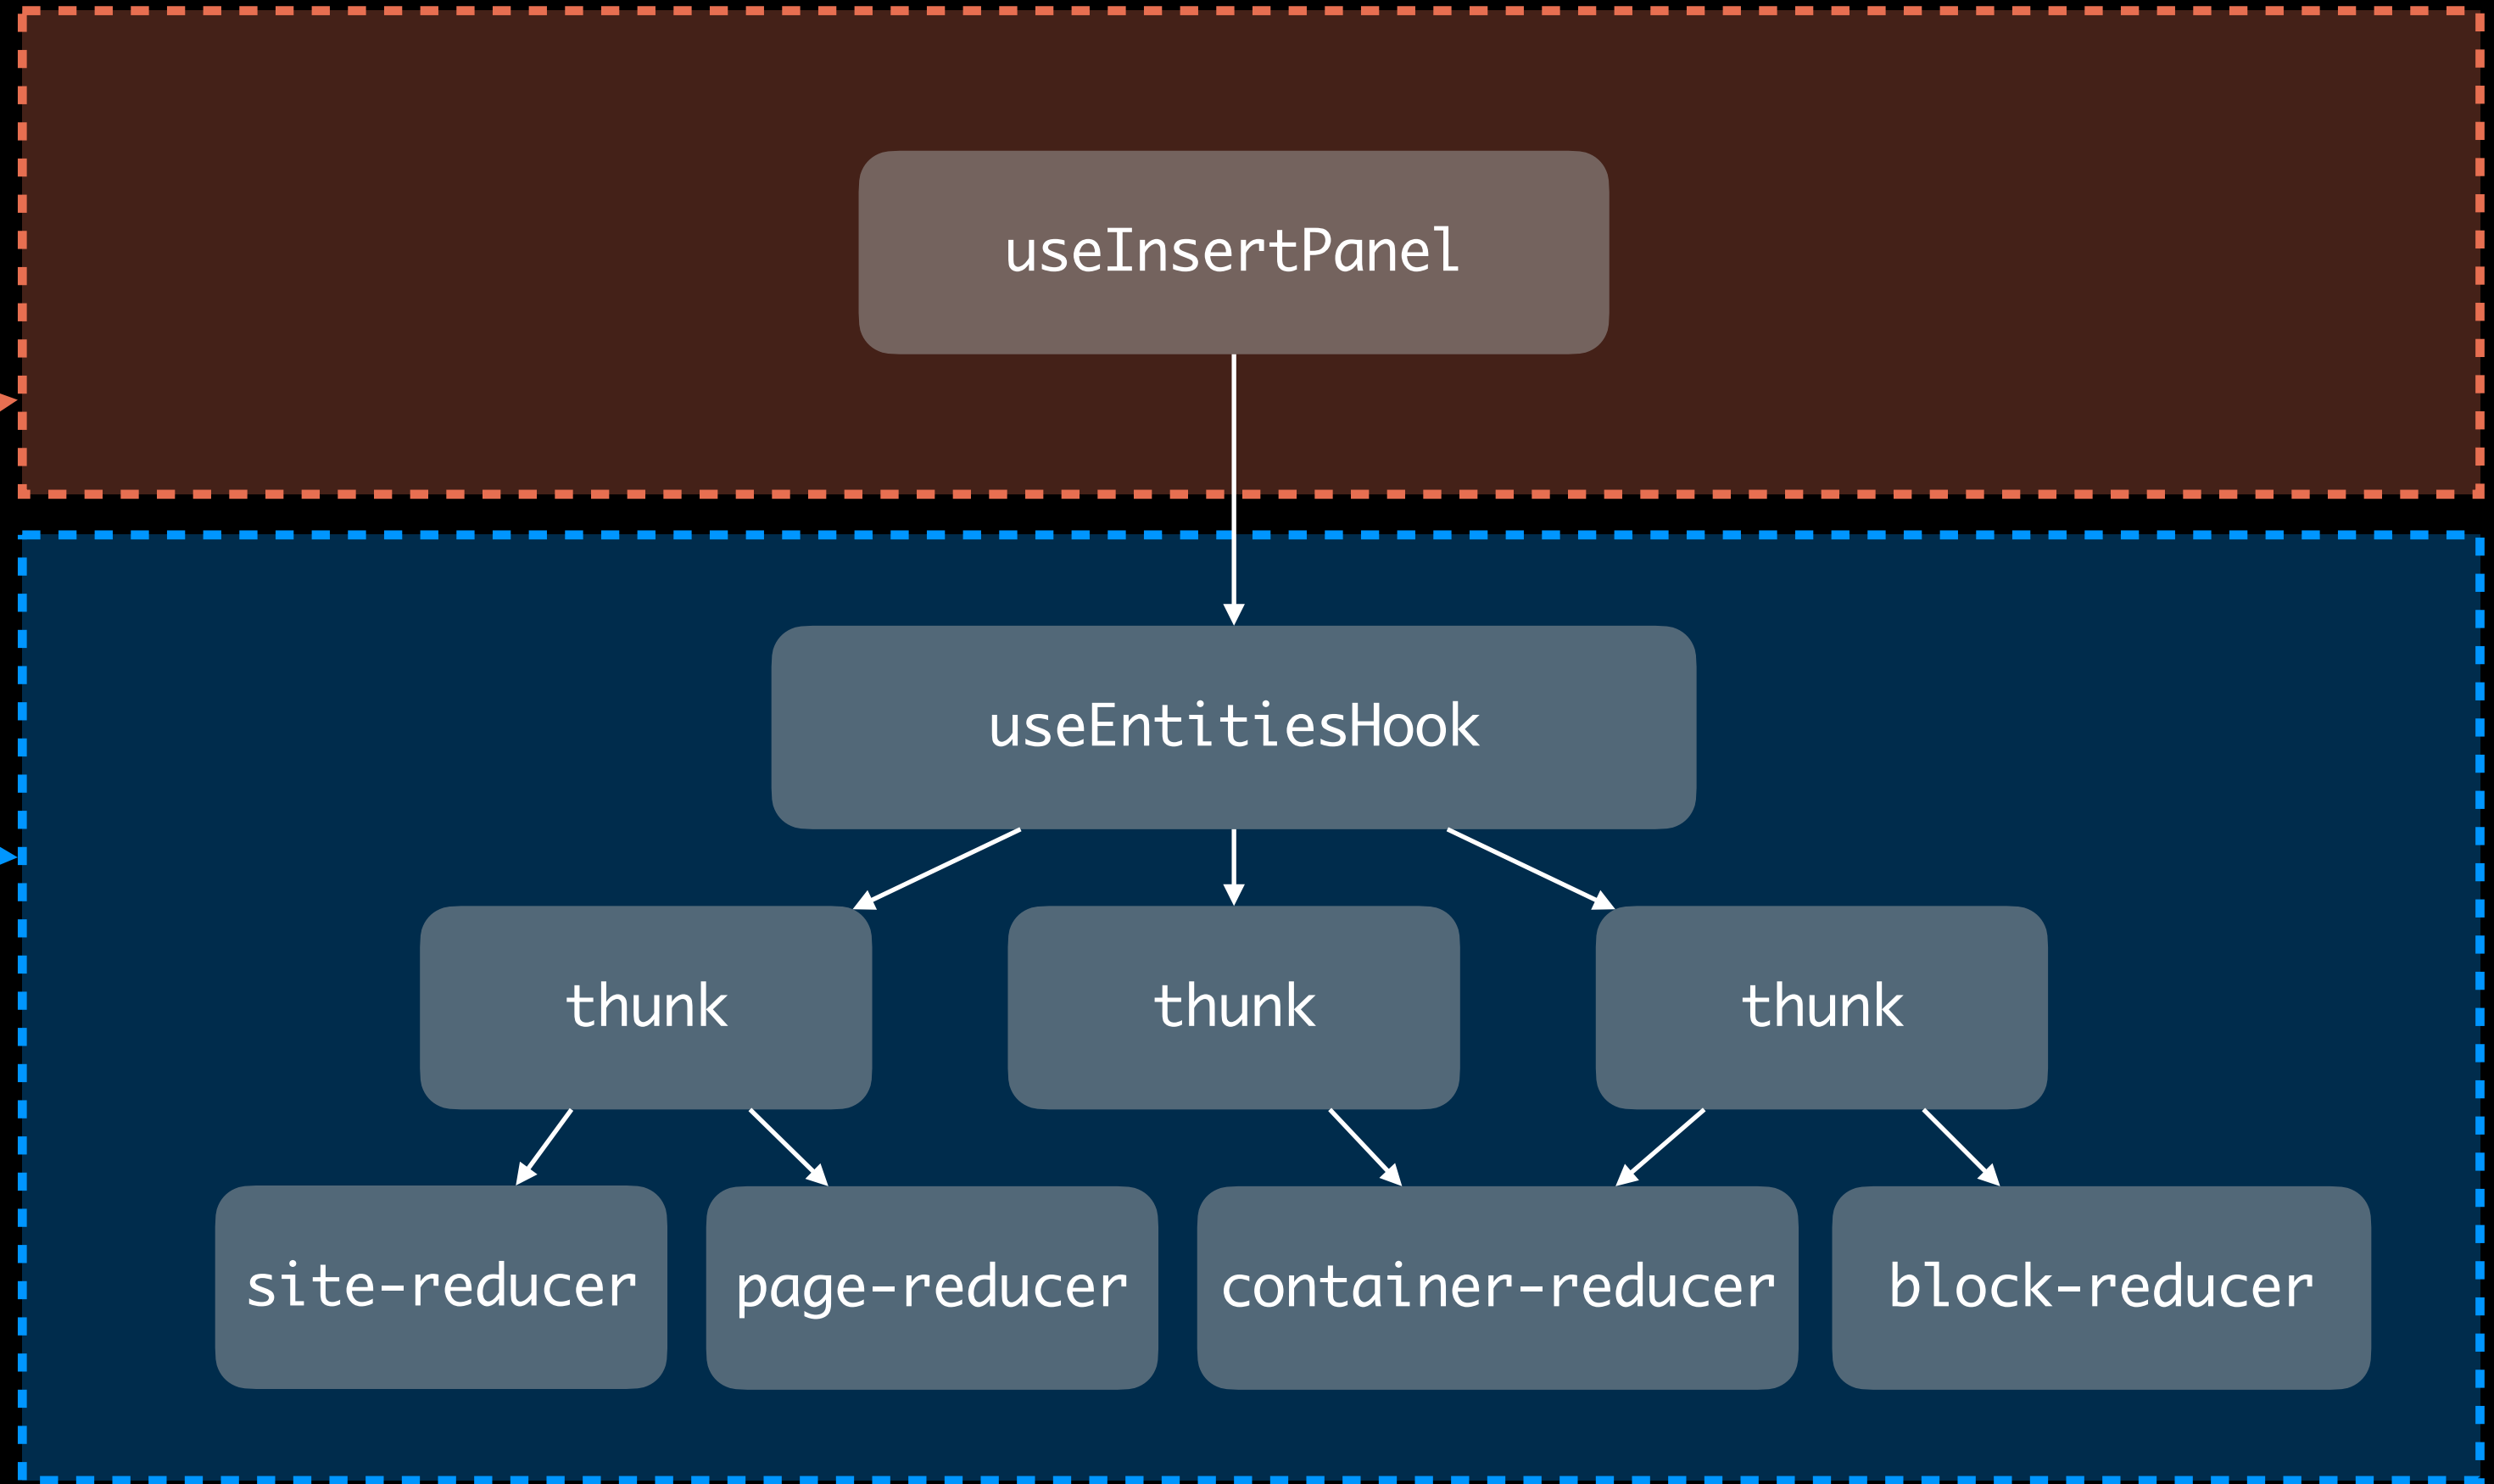 useInsertPanel
useEntitiesHook
thunk
thunk
thunk
site-reducer
page-reducer
container-reducer
block-reducer